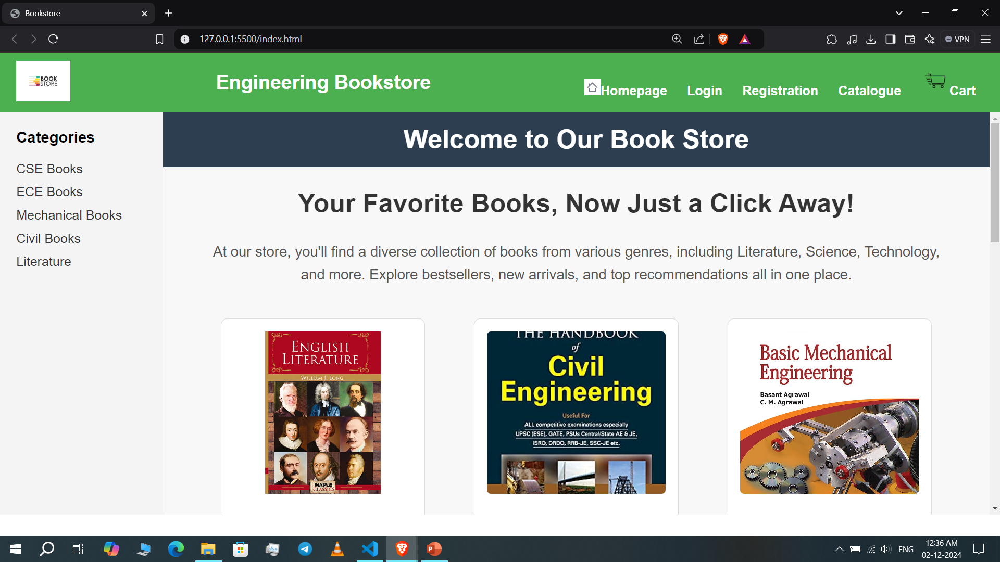 Bookstore
127.0.0.1:5500/index.html
VPN
BOOK
STORE
Engineering Bookstore
Homepage
Login
Registration
Catalogue
Cart
Categories
CSE Books
ECE Books
Mechanical Books
Civil Books
Literature
Welcome to Our Book Store
Your Favorite Books, Now Just a Click Away!
At our store, you'll find a diverse collection of books from various genres, including Literature, Science, Technology,
and more. Explore bestsellers, new arrivals, and top recommendations all in one place.
ENGLISH
LITERATURE
WILLIAM J. LONG
MAPLE
CLASSICS
THE HANDBOOK
of
Civil
Engineering
Useful For
ALL competitive examinations especially
UPSC (ESE), GATE, PSUs Central/State AE & JE,
ISRO, DRDO, RRB-JE, SSC-JE etc.
Basic Mechanical
Engineering
Basant Agrawal
C. M. Agrawal
P
ENG
12:36 AM
02-12-2024